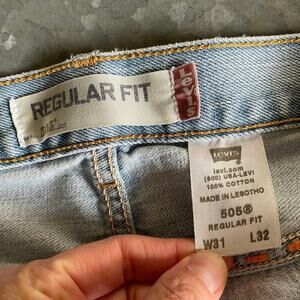 REGULAR FIT
Levi's
LEVI'S
levi.com
(800) USA-LEVI
100% COTTON
MADE IN LESOTHO
505®
REGULAR FIT
W31 L32